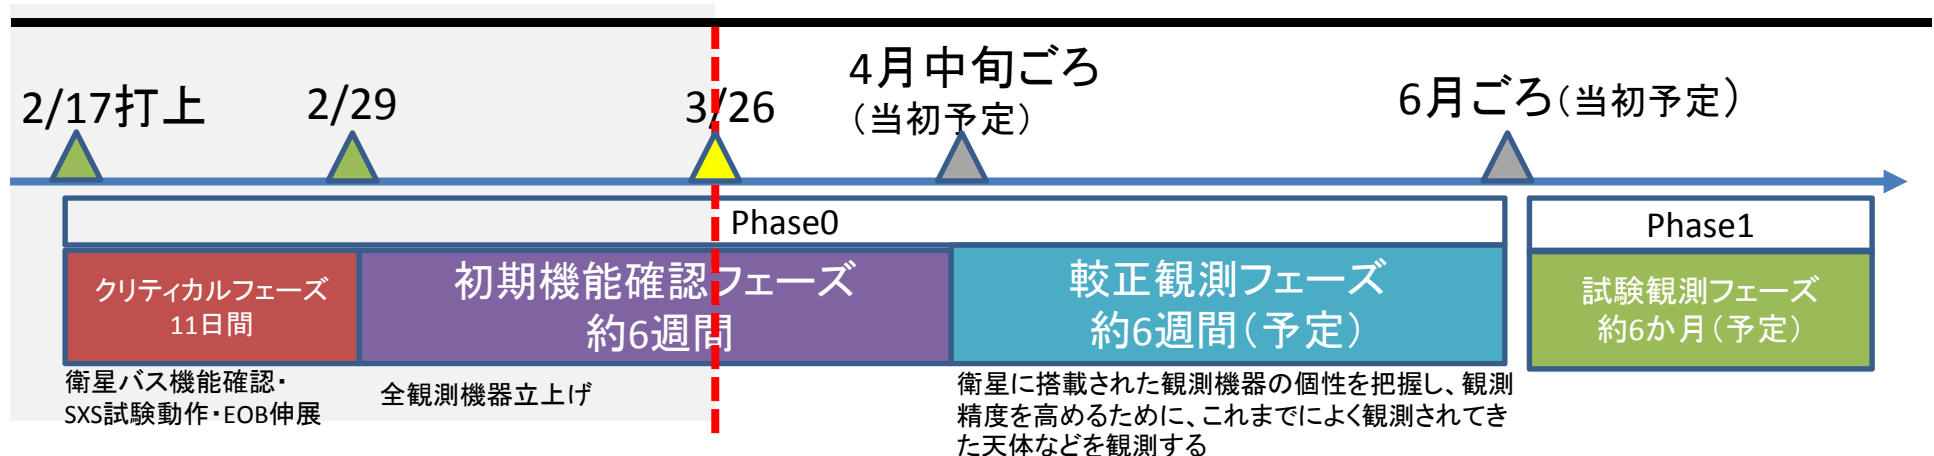 2/17打上
2/29
3/26
4月中旬ごろ
（当初予定）
6月ごろ（当初予定）
Phase0
Phase1
クリティカルフェーズ
11日間
初期機能確認フェーズ
約6週間
較正観測フェーズ
約6週間（予定）
試験観測フェーズ
約6か月（予定）
衛星バス機能確認・
SXS試験動作・EOB伸展
全観測機器立上げ
衛星に搭載された観測機器の個性を把握し、観測
精度を高めるために、これまでによく観測されてき
た天体などを観測する